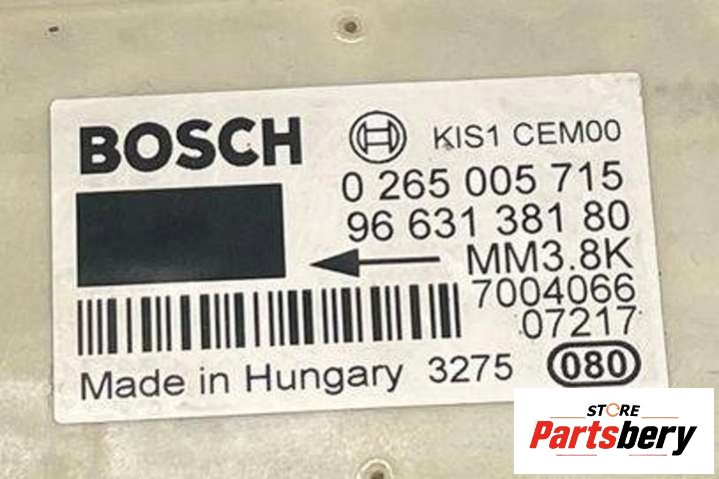 BOSCH KIS1 CEM00
0 265 005 715
96 631 381 80
MM3.8K
7004066
07217
Made in Hungary 3275 080
STORE
Partsbery